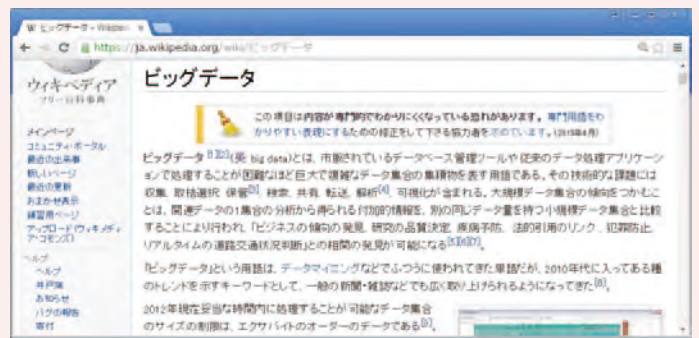 W ビッグデータ - Wikipe
https://ja.wikipedia.org/wiki/ビッグデータ
ウィキペディア
フリー百科事典
メインページ
コミュニティ・ポータル
最近の出来事
新しいページ
最近の更新
おまかせ表示
練習用ページ
アップロード (ウィキメディア・コモンズ)
ヘルプ
ヘルプ
井戸端
お知らせ
バグの報告
寄付
ビッグデータ
この項目は内容が専門的でわかりにくくなっている恐れがあります。専門用語をわ
かりやすい表現にするための修正をして下さる協力者を求めています。
ビッグデータ [1][2](英: big data)とは、市販されているデータベース管理ツールや従来のデータ処理アプリケーシ
ョンで処理することが困難なほど巨大で複雑なデータ集合の集積物を表す用語である。その技術的な課題には
収集、取捨選択、保管[3]、検索、共有、転送、解析[4]、可視化が含まれる。大規模データ集合の傾向をつかむこ
とは、関連データの1集合の分析から得られる付加的情報を、別の同じデータ量を持つ小規模データ集合と比較
することにより行われ、「ビジネスの傾向の発見、研究の品質決定、疾病予防、法的引用のリンク、犯罪防止、
リアルタイムの道路交通状況判断」との相関の発見が可能になる[5][6][7]。
「ビッグデータ」という用語は、データマイニングなどでふつうに使われてきた単語だが、2010年代に入ってある種
のトレンドを示すキーワードとして、一般の新聞・雑誌などでも広く取り上げられるようになってきた[8]。
2012年現在妥当な時間内に処理することが可能なデータ集合
のサイズの制限は、エクサバイトのオーダーのデータである[9]。